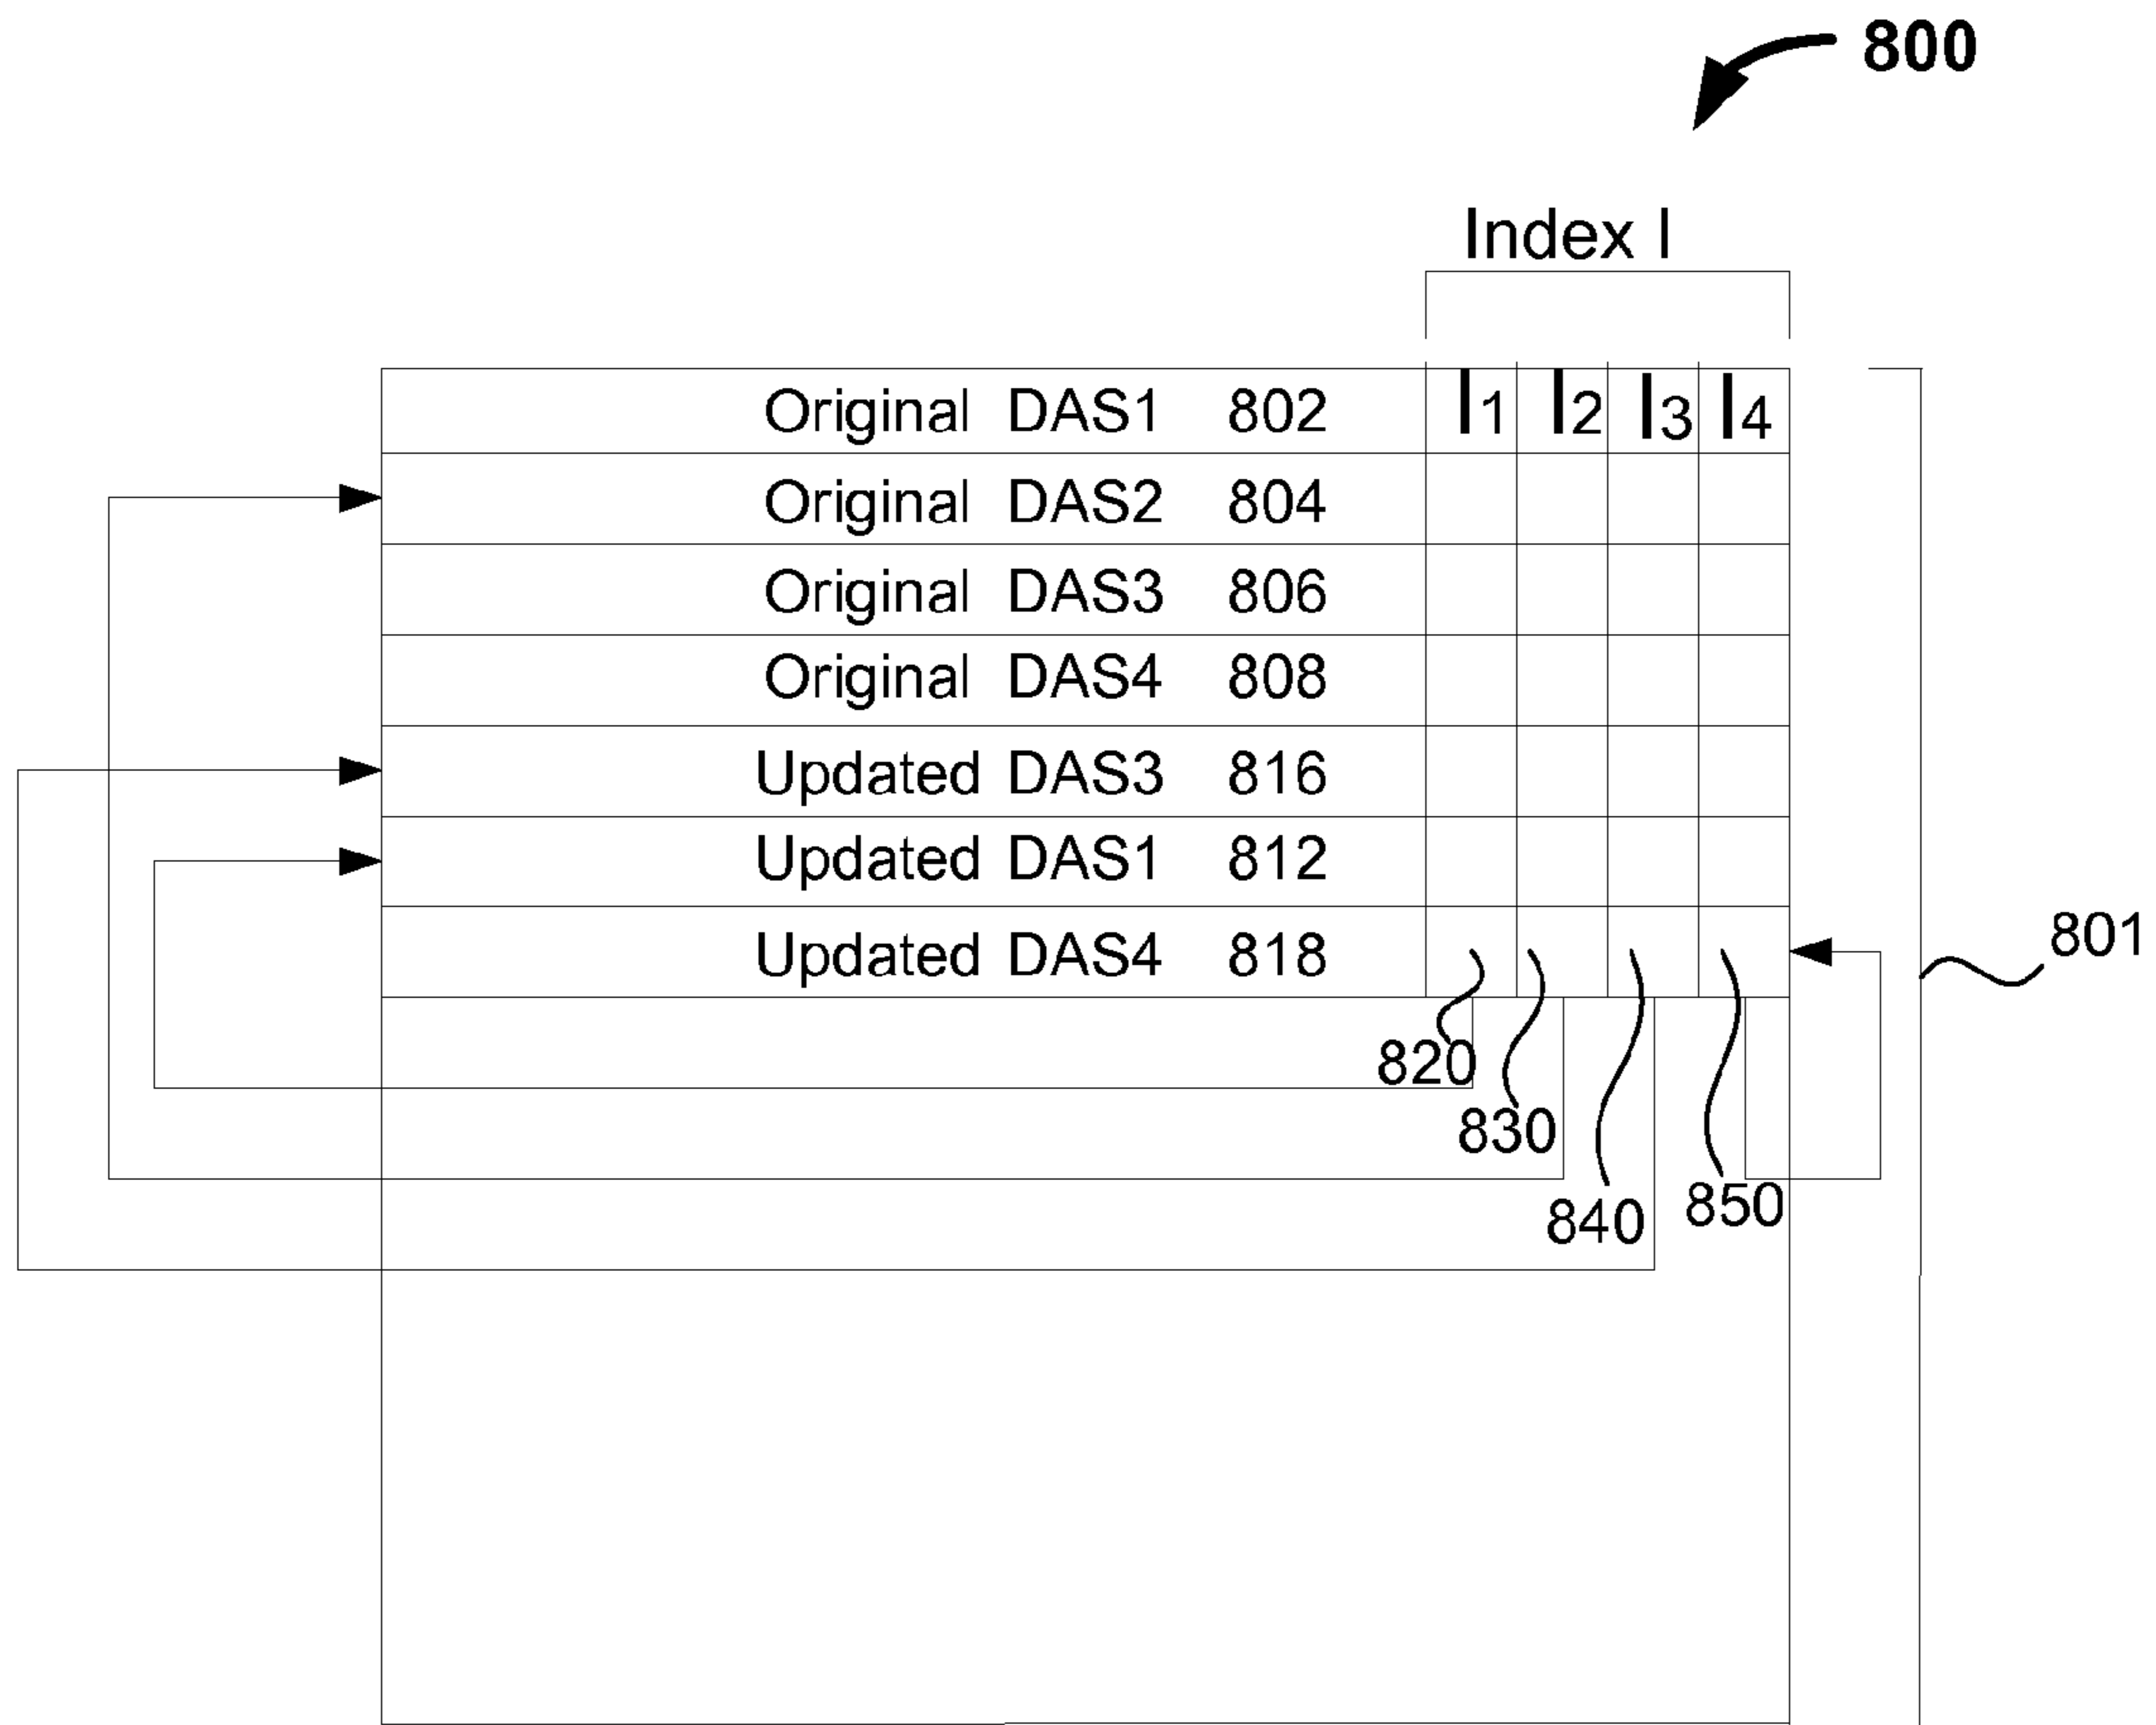 800
Index I
Original DAS1 802 I1 I2 I3 I4
Original DAS2 804
Original DAS3 806
Original DAS4 808
Updated DAS3 816
Updated DAS1 812
Updated DAS4 818
801
820
830
840
850